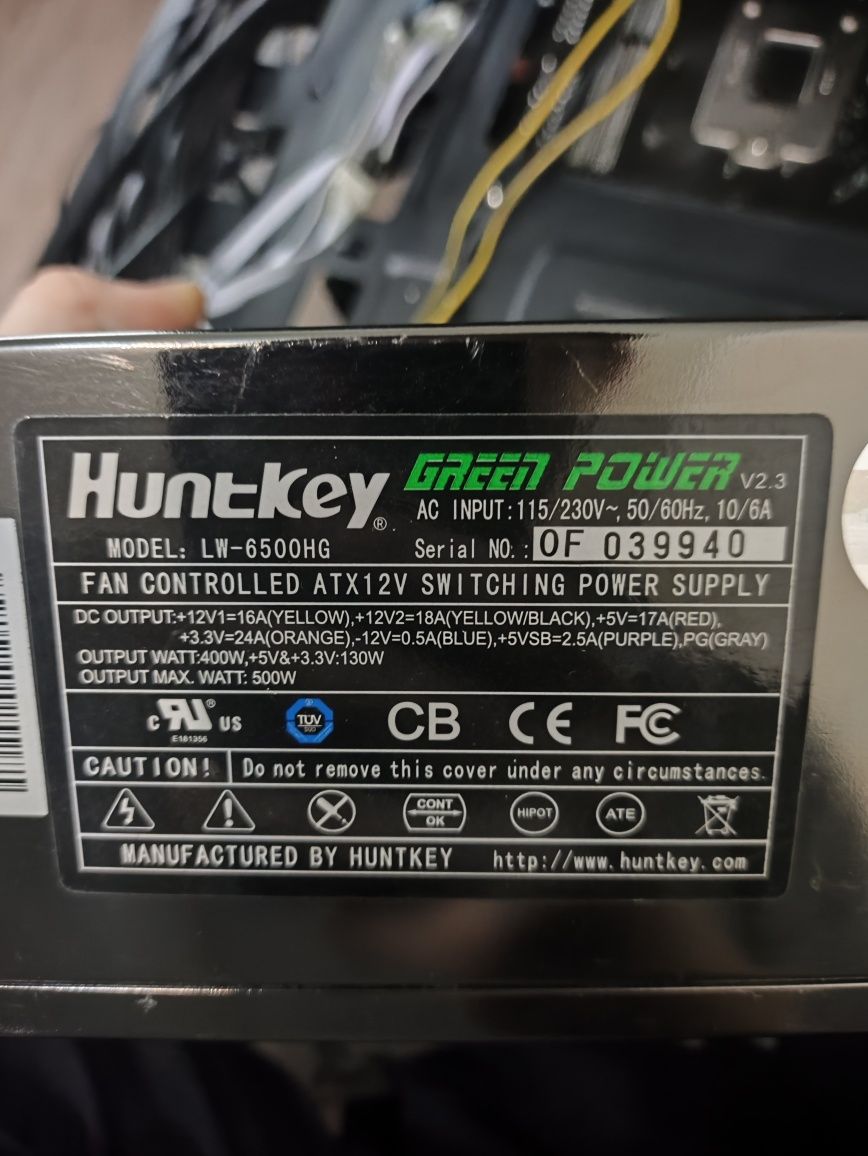 Huntkey® GREEN POWER V2.3
AC INPUT:115/230V~, 50/60Hz, 10/6A
MODEL: LW-6500HG Serial NO.: OF 039940
FAN CONTROLLED ATX12V SWITCHING POWER SUPPLY
DC OUTPUT:+12V1=16A(YELLOW),+12V2=18A(YELLOW/BLACK),+5V=17A(RED),
+3.3V=24A(ORANGE),-12V=0.5A(BLUE),+5VSB=2.5A(PURPLE),PG(GRAY)
OUTPUT WATT:400W,+5V&+3.3V:130W
OUTPUT MAX. WATT: 500W
c RU® US TÜV CB CE FC
E181356
CAUTION! Do not remove this cover under any circumstances.
CONT OK HIPOT ATE
MANUFACTURED BY HUNTKEY http://www.huntkey.com